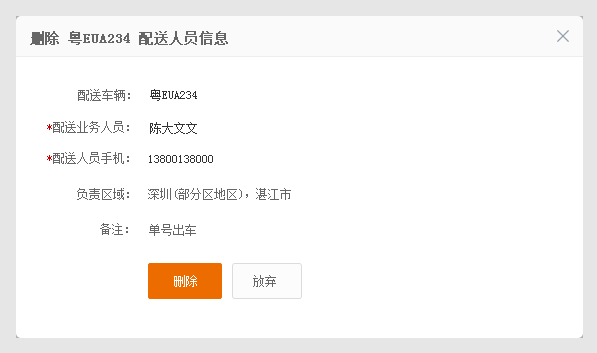 删除 粤EUA234 配送人员信息
配送车辆： 粤EUA234
*配送业务人员： 陈大文文
*配送人员手机： 13800138000
负责区域： 深圳(部分区地区)，湛江市
备注： 单号出车
删除 放弃